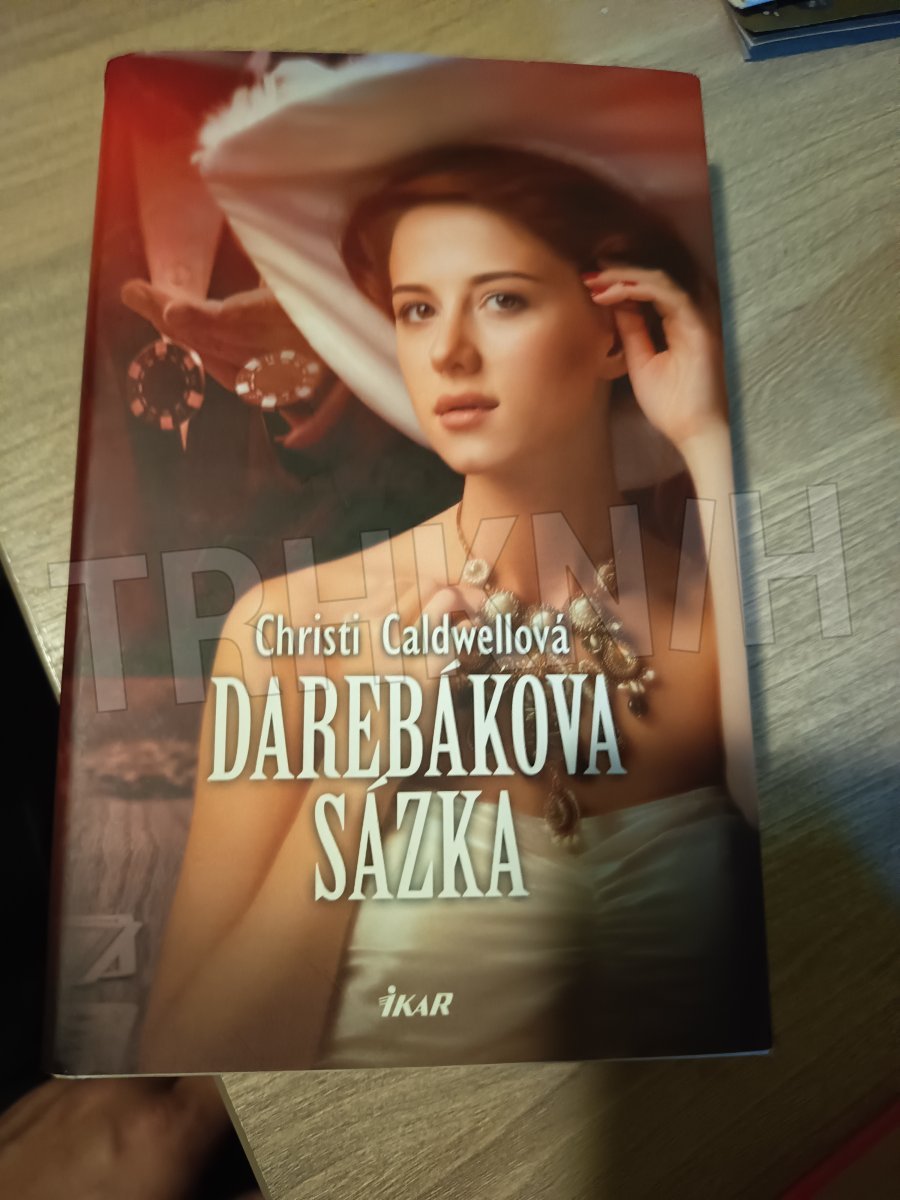 TRHKNIH
Christi Caldwellová
DAREBÁKOVA
SÁZKA
iKAR